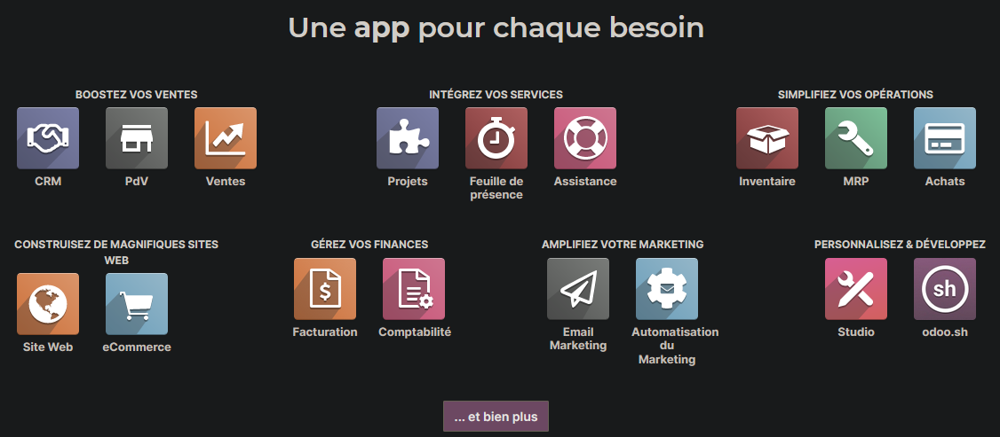 Une app pour chaque besoin
BOOSTEZ VOS VENTES
CRM
PdV
Ventes
INTÉGREZ VOS SERVICES
Projets
Feuille de
présence
Assistance
SIMPLIFIEZ VOS OPÉRATIONS
Inventaire
MRP
Achats
CONSTRUISEZ DE MAGNIFIQUES SITES
WEB
Site Web
eCommerce
GÉREZ VOS FINANCES
$
Facturation
Comptabilité
AMPLIFIEZ VOTRE MARKETING
Email
Marketing
Automatisation
du
Marketing
PERSONNALISEZ & DÉVELOPPEZ
Studio
sh
odoo.sh
... et bien plus